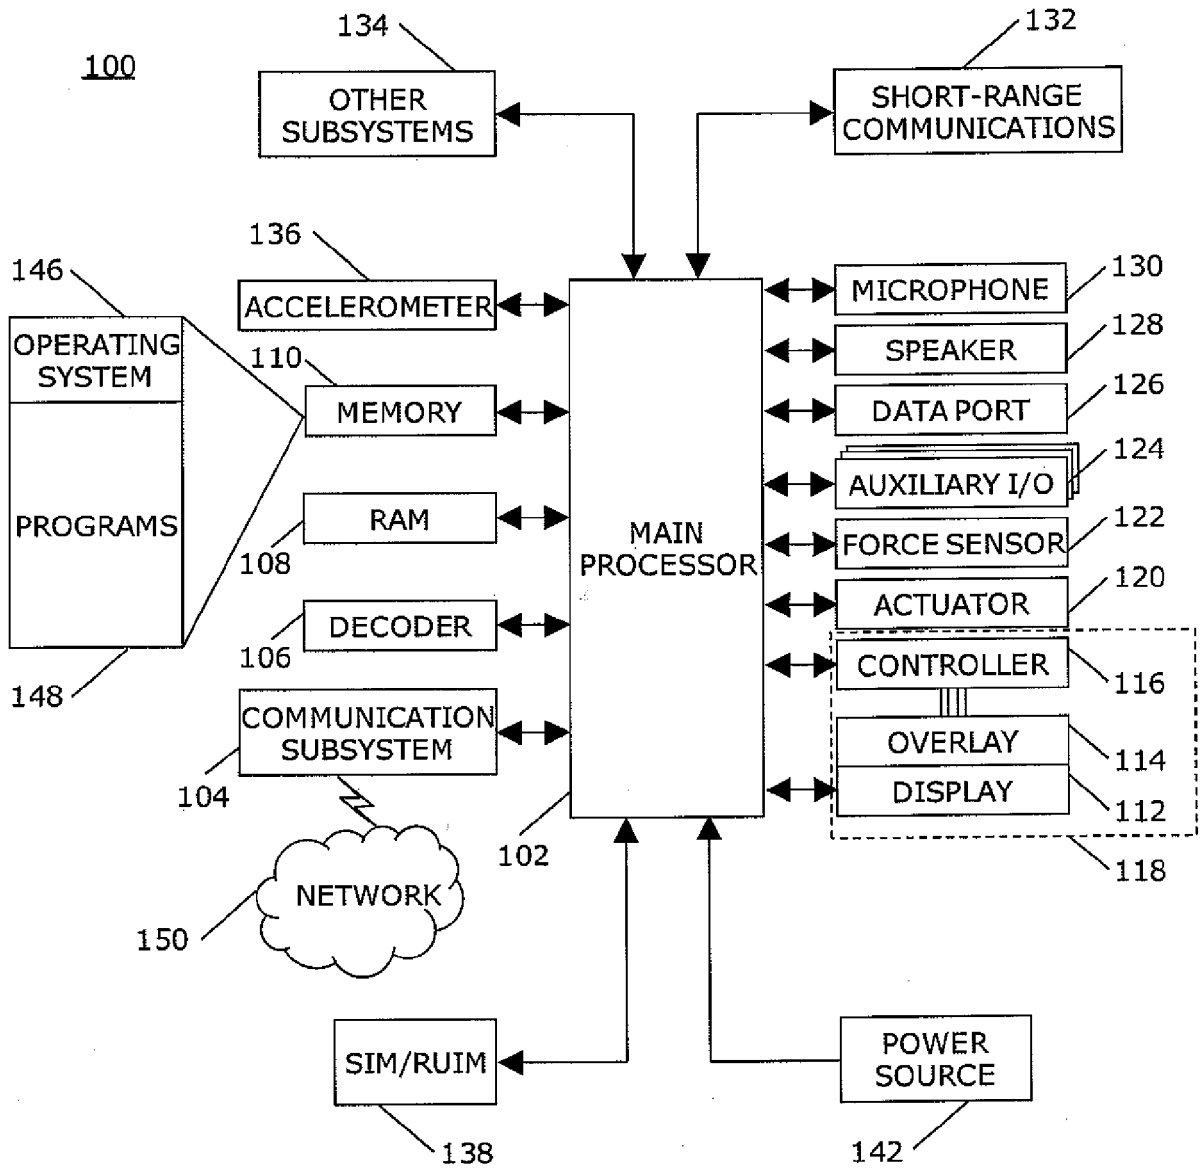 134
132
100
OTHER
SUBSYSTEMS
SHORT-RANGE
COMMUNICATIONS
136
146
ACCELEROMETER
MICROPHONE
130
OPERATING
SYSTEM
110
SPEAKER
128
MEMORY
DATA PORT
126
PROGRAMS
RAM
108
MAIN
PROCESSOR
AUXILIARY I/O
124
FORCE SENSOR
122
DECODER
106
ACTUATOR
120
148
CONTROLLER
116
COMMUNICATION
SUBSYSTEM
104
OVERLAY
114
DISPLAY
112
102
118
NETWORK
150
SIM/RUIM
138
POWER
SOURCE
142